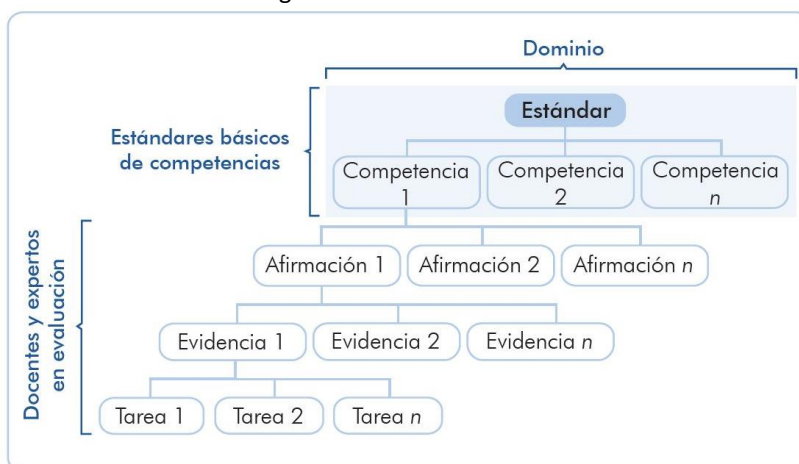 Dominio
Estándar
Estándares básicos
de competencias
Competencia
1
Competencia
2
Competencia
n
Docentes y expertos
en evaluación
Afirmación 1
Afirmación 2
Afirmación n
Evidencia 1
Evidencia 2
Evidencia n
Tarea 1
Tarea 2
Tarea n